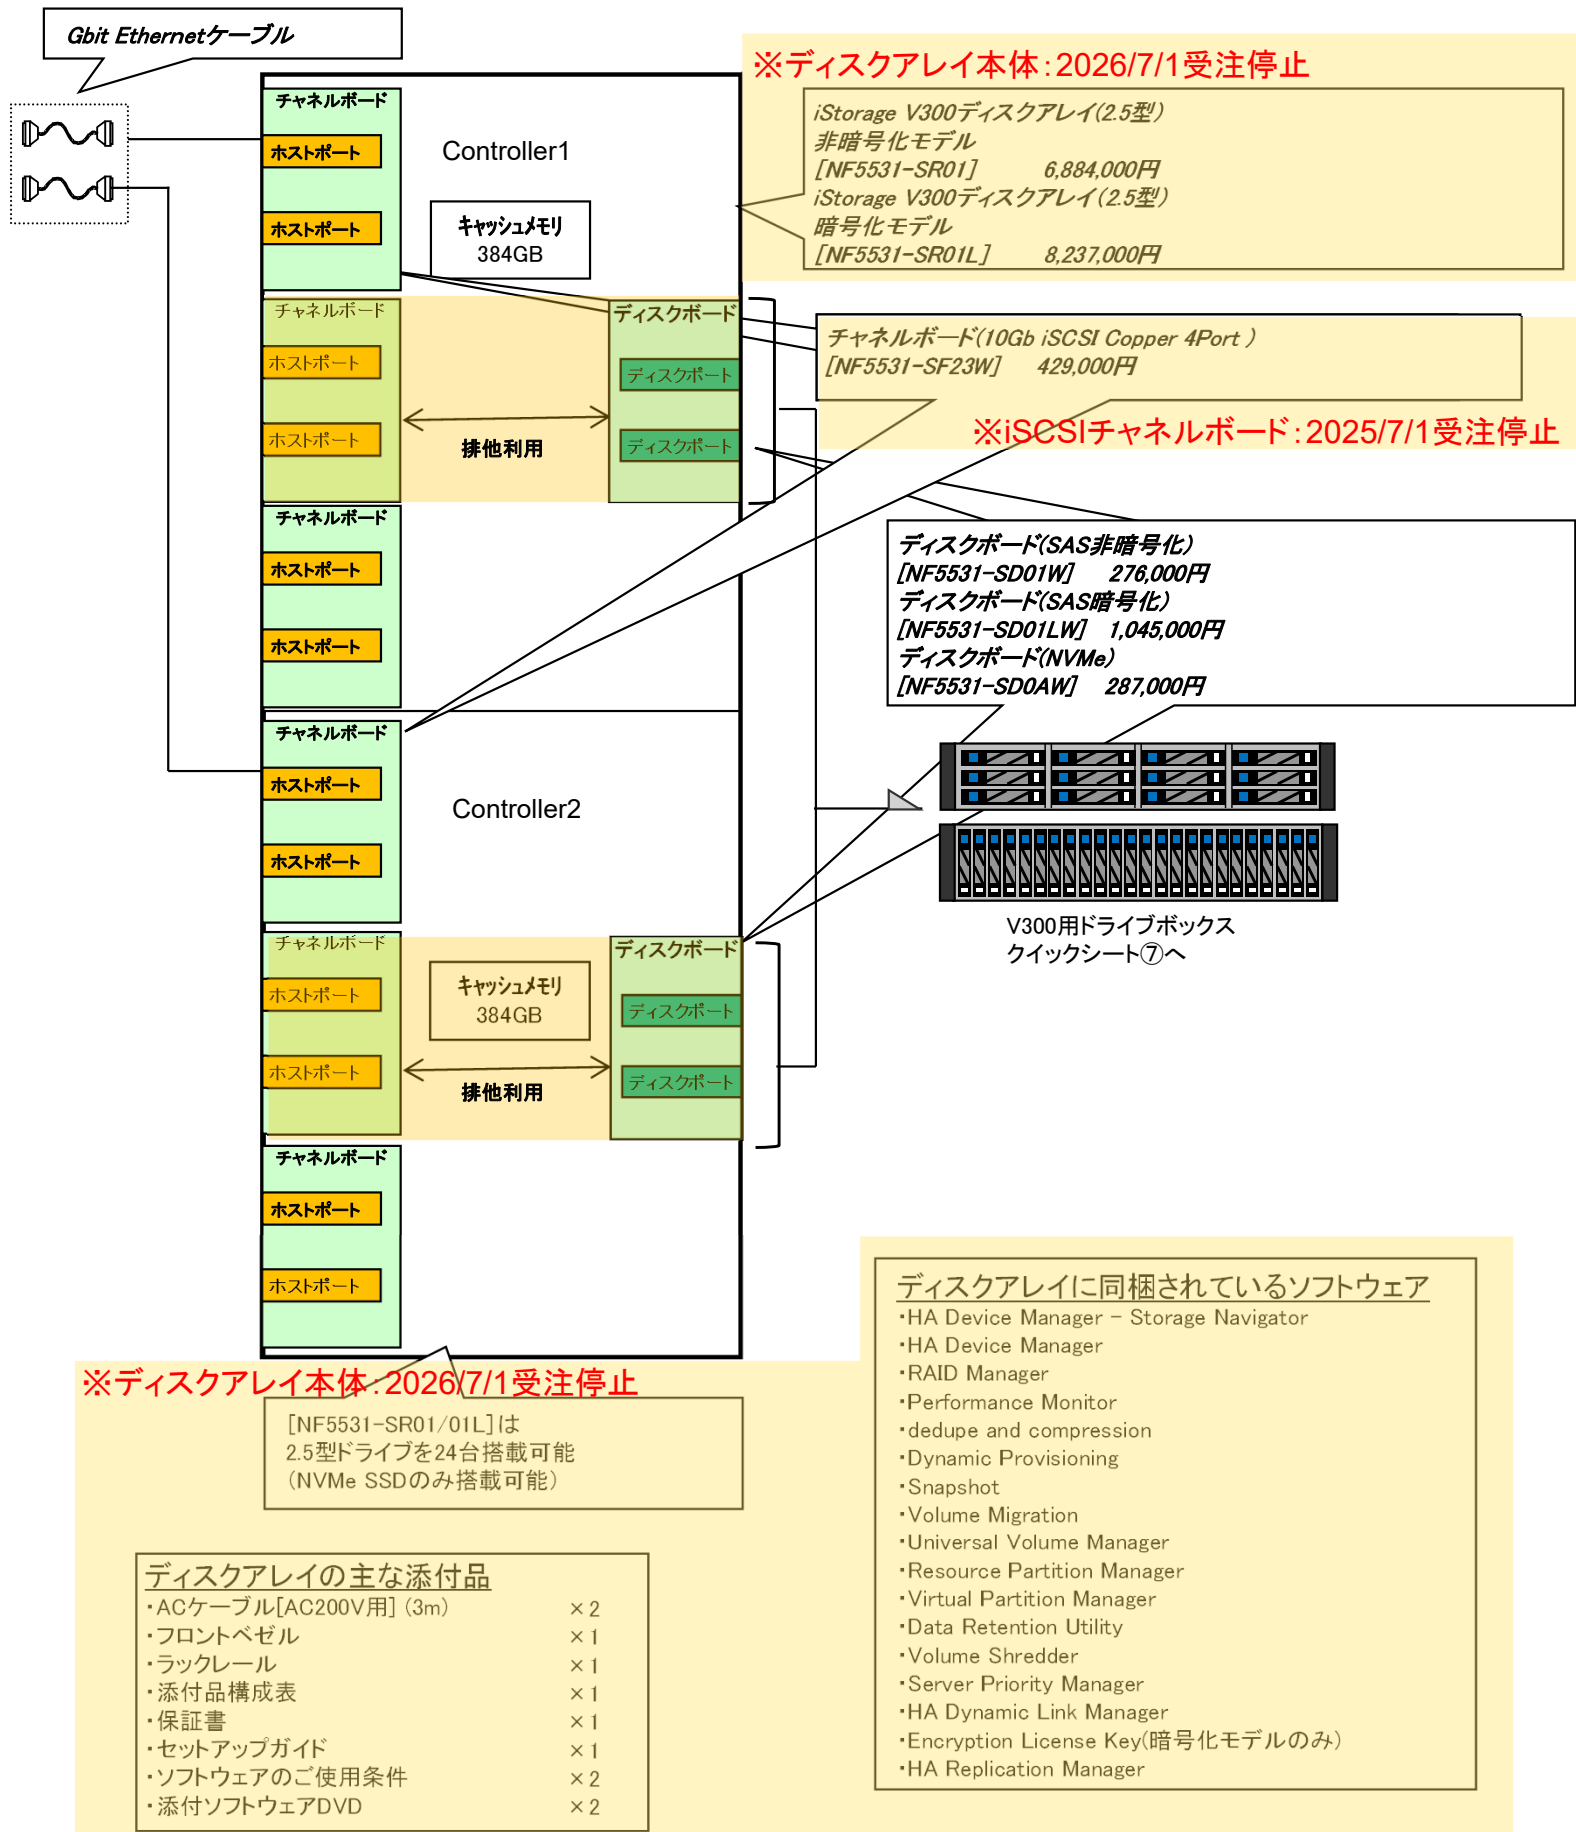 Gbit Ethernetケーブル
※ディスクアレイ本体：2026/7/1受注停止
iStorage V300ディスクアレイ(2.5型)
非暗号化モデル
[NF5531-SR01] 6,884,000円
iStorage V300ディスクアレイ(2.5型)
暗号化モデル
[NF5531-SR01L] 8,237,000円
チャネルボード
ホストポート
ホストポート
Controller1
キャッシュメモリ
384GB
チャネルボード
ホストポート
ホストポート
排他利用
ディスクボード
ディスクポート
ディスクポート
チャネルボード(10Gb iSCSI Copper 4Port )
[NF5531-SF23W] 429,000円
※iSCSIチャネルボード：2025/7/1受注停止
チャネルボード
ホストポート
ホストポート
ディスクボード(SAS非暗号化)
[NF5531-SD01W] 276,000円
ディスクボード(SAS暗号化)
[NF5531-SD01LW] 1,045,000円
ディスクボード(NVMe)
[NF5531-SD0AW] 287,000円
チャネルボード
ホストポート
ホストポート
Controller2
V300用ドライブボックス
クイックシート⑦へ
チャネルボード
ホストポート
ホストポート
キャッシュメモリ
384GB
排他利用
ディスクボード
ディスクポート
ディスクポート
チャネルボード
ホストポート
ホストポート
※ディスクアレイ本体：2026/7/1受注停止
[NF5531-SR01/01L]は
2.5型ドライブを24台搭載可能
(NVMe SSDのみ搭載可能)
ディスクアレイの主な添付品
・ACケーブル[AC200V用] (3m) ×2
・フロントベゼル ×1
・ラックレール ×1
・添付品構成表 ×1
・保証書 ×1
・セットアップガイド ×1
・ソフトウェアのご使用条件 ×2
・添付ソフトウェアDVD ×2
ディスクアレイに同梱されているソフトウェア
・HA Device Manager - Storage Navigator
・HA Device Manager
・RAID Manager
・Performance Monitor
・dedupe and compression
・Dynamic Provisioning
・Snapshot
・Volume Migration
・Universal Volume Manager
・Resource Partition Manager
・Virtual Partition Manager
・Data Retention Utility
・Volume Shredder
・Server Priority Manager
・HA Dynamic Link Manager
・Encryption License Key(暗号化モデルのみ)
・HA Replication Manager